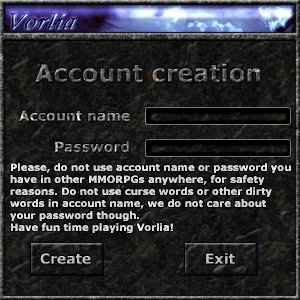 Vorlia
Account creation
Account name
Password
Please, do not use account name or password you
have in other MMORPGs anywhere, for safety
reasons. Do not use curse words or other dirty
words in account name, we do not care about
your password though.
Have fun time playing Vorlia!
Create
Exit